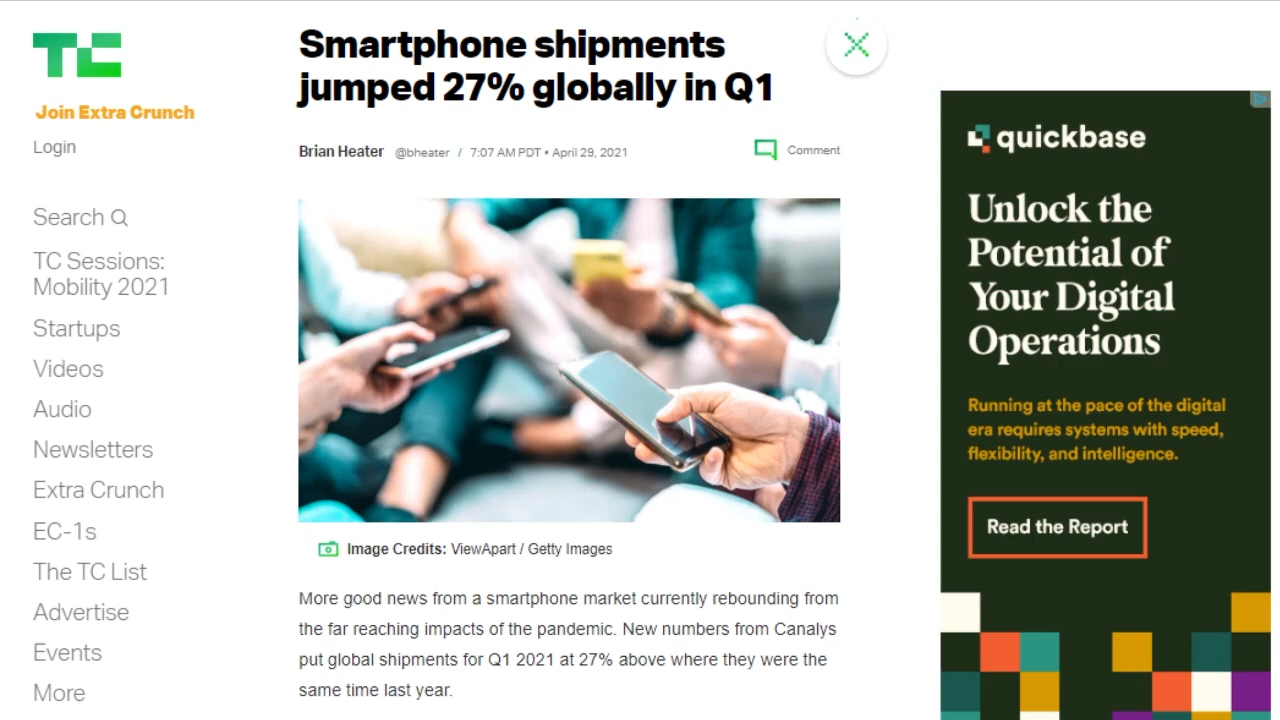 TC
Join Extra Crunch
Login
Search
TC Sessions:
Mobility 2021
Startups
Videos
Audio
Newsletters
Extra Crunch
EC-1s
The TC List
Advertise
Events
More
Smartphone shipments
jumped 27% globally in Q1
Brian Heater @bheater / 7:07 AM PDT • April 29, 2021
Comment
Image Credits: ViewApart / Getty Images
More good news from a smartphone market currently rebounding from
the far reaching impacts of the pandemic. New numbers from Canalys
put global shipments for Q1 2021 at 27% above where they were the
same time last year.
quickbase
Unlock the
Potential of
Your Digital
Operations
Running at the pace of the digital
era requires systems with speed,
flexibility, and intelligence.
Read the Report